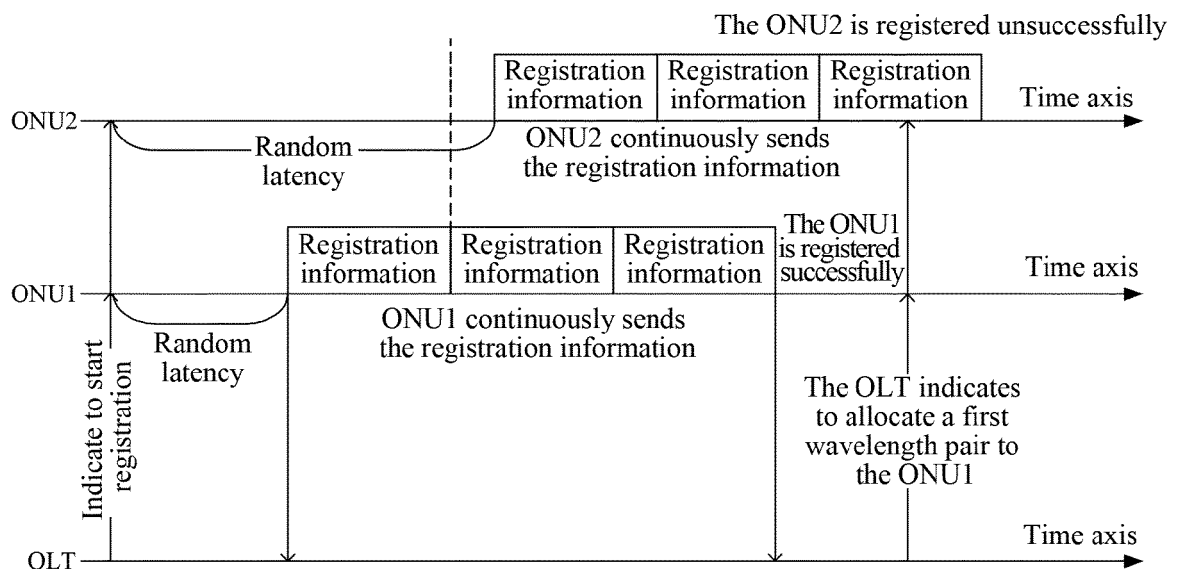 The ONU2 is registered unsuccessfully
Registration
information
Registration
information
Registration
information
Time axis
ONU2
Random
latency
ONU2 continuously sends
the registration information
Registration
information
Registration
information
Registration
information
The ONU1
is registered
successfully
Time axis
ONU1
Random
latency
ONU1 continuously sends
the registration information
Indicate to start
registration
The OLT indicates
to allocate a first
wavelength pair to
the ONU1
Time axis
OLT